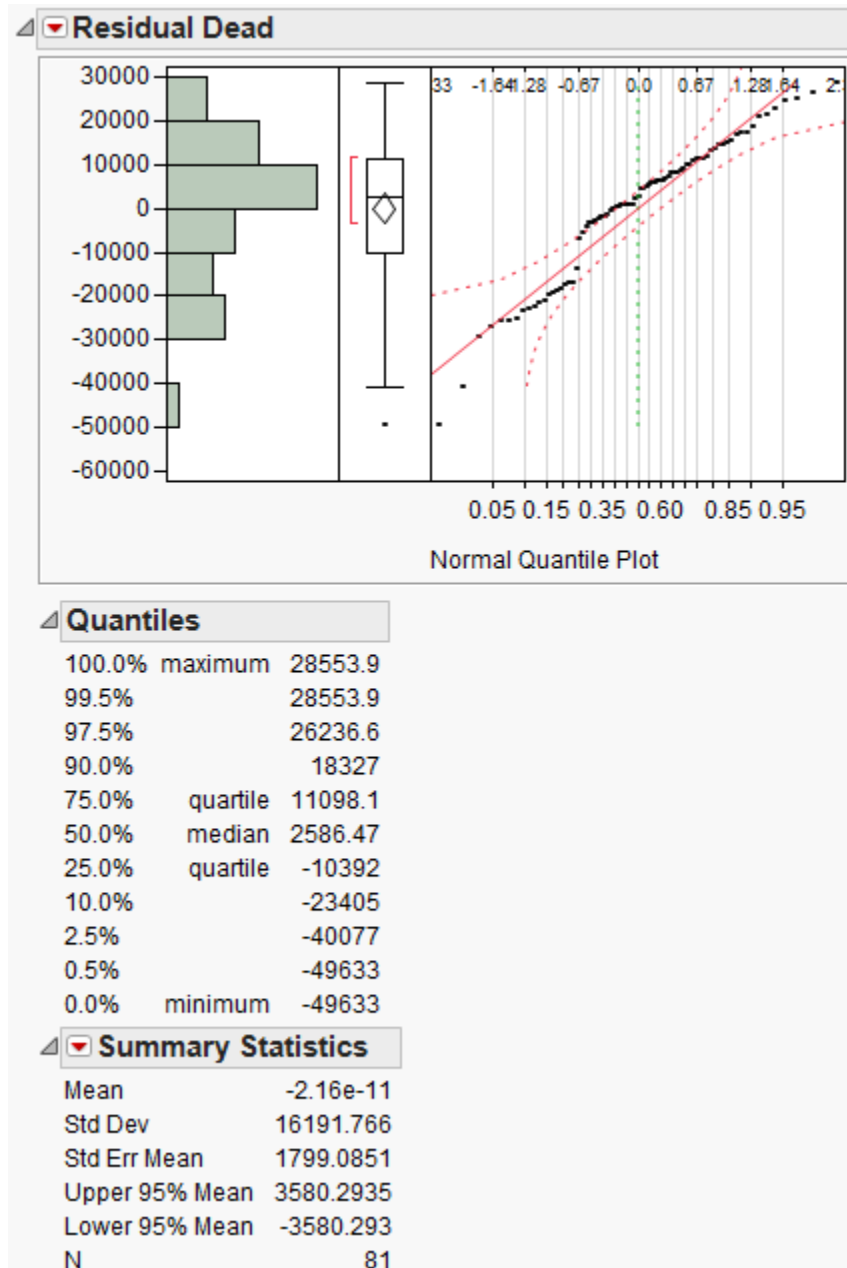 Residual Dead
30000
20000
10000
0
-10000
-20000
-30000
-40000
-50000
-60000
33 -1.64 1.28 -0.67 0.0 0.67 1.28 1.64
0.05 0.15 0.35 0.60 0.85 0.95
Normal Quantile Plot
Quantiles
100.0% maximum 28553.9
99.5% 28553.9
97.5% 26236.6
90.0% 18327
75.0% quartile 11098.1
50.0% median 2586.47
25.0% quartile -10392
10.0% -23405
2.5% -40077
0.5% -49633
0.0% minimum -49633
Summary Statistics
Mean -2.16e-11
Std Dev 16191.766
Std Err Mean 1799.0851
Upper 95% Mean 3580.2935
Lower 95% Mean -3580.293
N 81